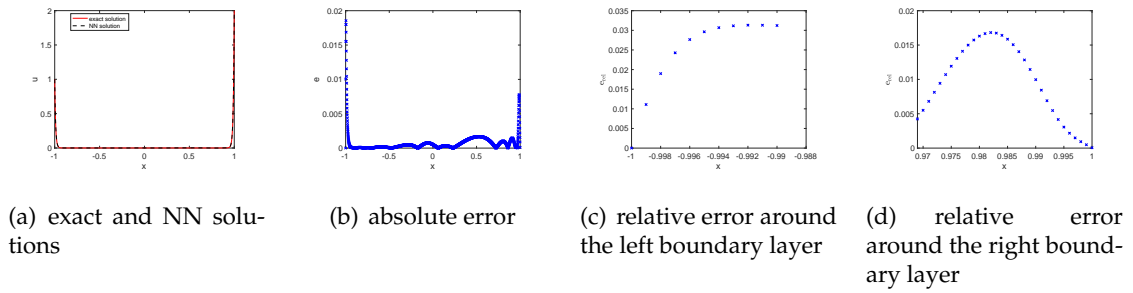 exact solution
NN solution
2
1.5
1
0.5
0
u
-1
-0.5
0
0.5
1
x
0.02
0.015
0.01
0.005
0
e
-1
-0.5
0
0.5
1
x
0.035
0.03
0.025
0.02
0.015
0.01
0.005
0
e_rel
-1
-0.998
-0.996
-0.994
-0.992
-0.99
-0.988
x
0.02
0.015
0.01
0.005
0
e_rel
0.97
0.975
0.98
0.985
0.99
0.995
1
x
(a) exact and NN solu-
tions
(b) absolute error
(c) relative error around
the left boundary layer
(d) relative error
around the right bound-
ary layer